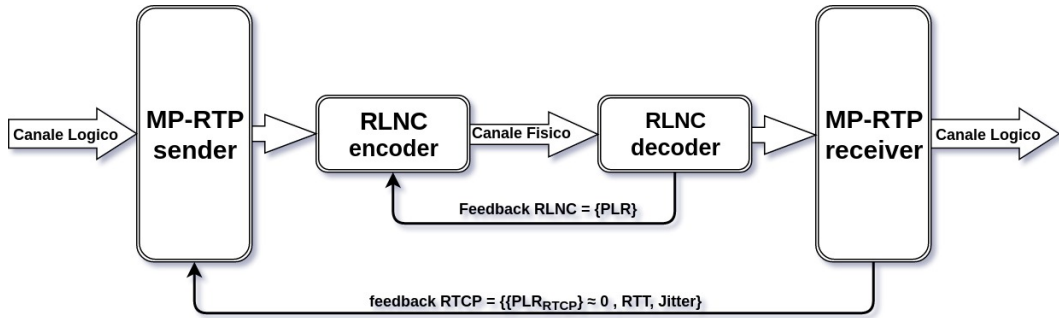 Canale Logico
MP-RTP
sender
RLNC
encoder
Canale Fisico
RLNC
decoder
MP-RTP
receiver
Canale Logico
Feedback RLNC = {PLR}
feedback RTCP = {{PLR_RTCP} ≈ 0 , RTT, Jitter}